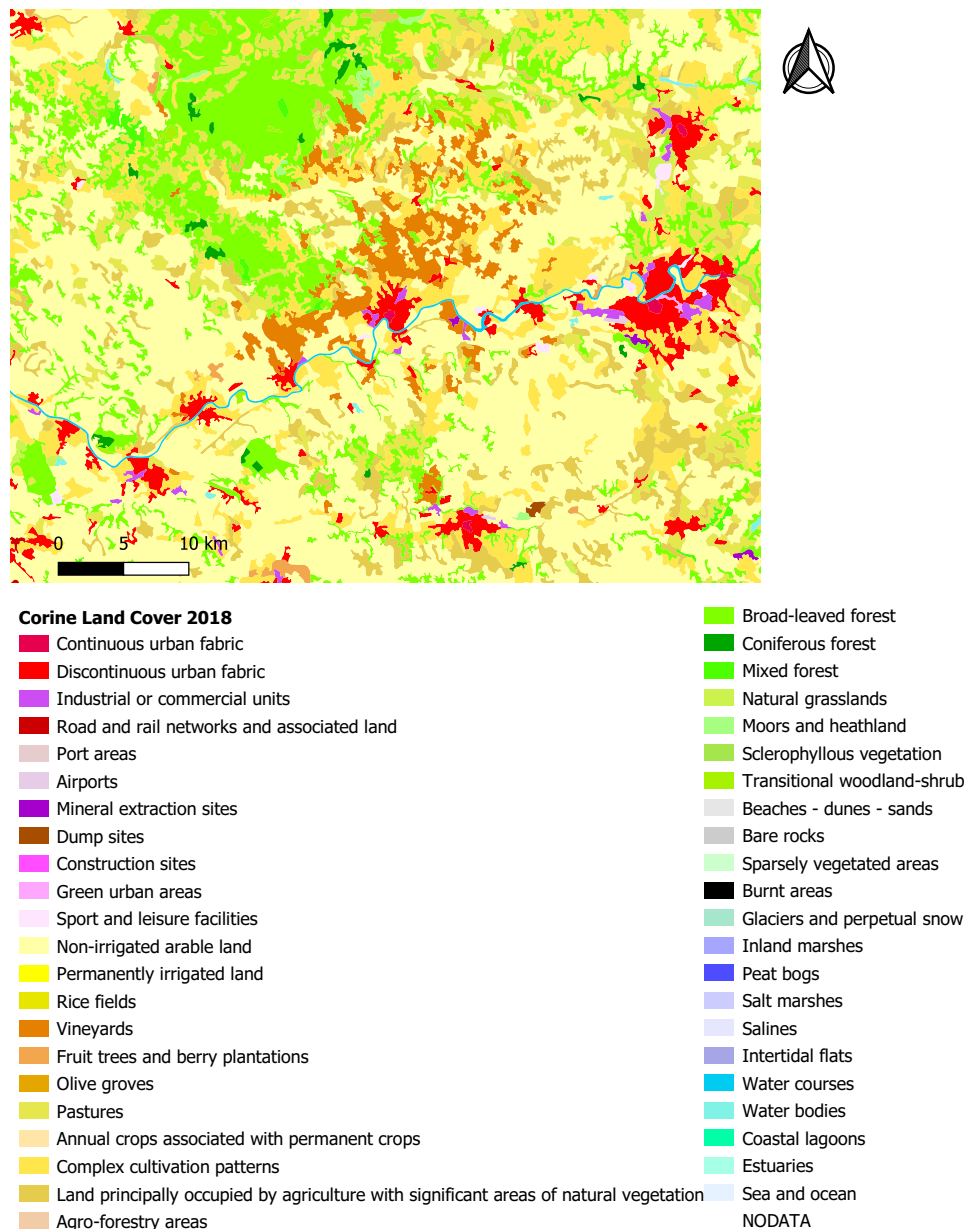 0 5 10 km
Corine Land Cover 2018
Continuous urban fabric
Discontinuous urban fabric
Industrial or commercial units
Road and rail networks and associated land
Port areas
Airports
Mineral extraction sites
Dump sites
Construction sites
Green urban areas
Sport and leisure facilities
Non-irrigated arable land
Permanently irrigated land
Rice fields
Vineyards
Fruit trees and berry plantations
Olive groves
Pastures
Annual crops associated with permanent crops
Complex cultivation patterns
Land principally occupied by agriculture with significant areas of natural vegetation
Agro-forestry areas
Broad-leaved forest
Coniferous forest
Mixed forest
Natural grasslands
Moors and heathland
Sclerophyllous vegetation
Transitional woodland-shrub
Beaches - dunes - sands
Bare rocks
Sparsely vegetated areas
Burnt areas
Glaciers and perpetual snow
Inland marshes
Peat bogs
Salt marshes
Salines
Intertidal flats
Water courses
Water bodies
Coastal lagoons
Estuaries
Sea and ocean
NODATA